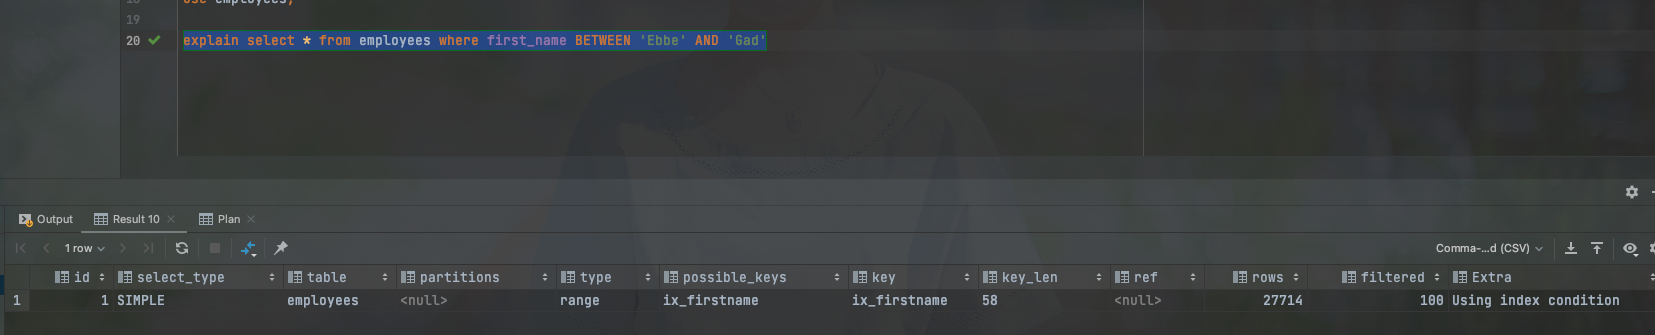 use employees;
19
20 explain select * from employees where first_name BETWEEN 'Ebbe' AND 'Gad'
Output Result 10 Plan
1 row Comma-...d (CSV)
id select_type table partitions type possible_keys key key_len ref rows filtered Extra
1 1 SIMPLE employees <null> range ix_firstname ix_firstname 58 <null> 27714 100 Using index condition